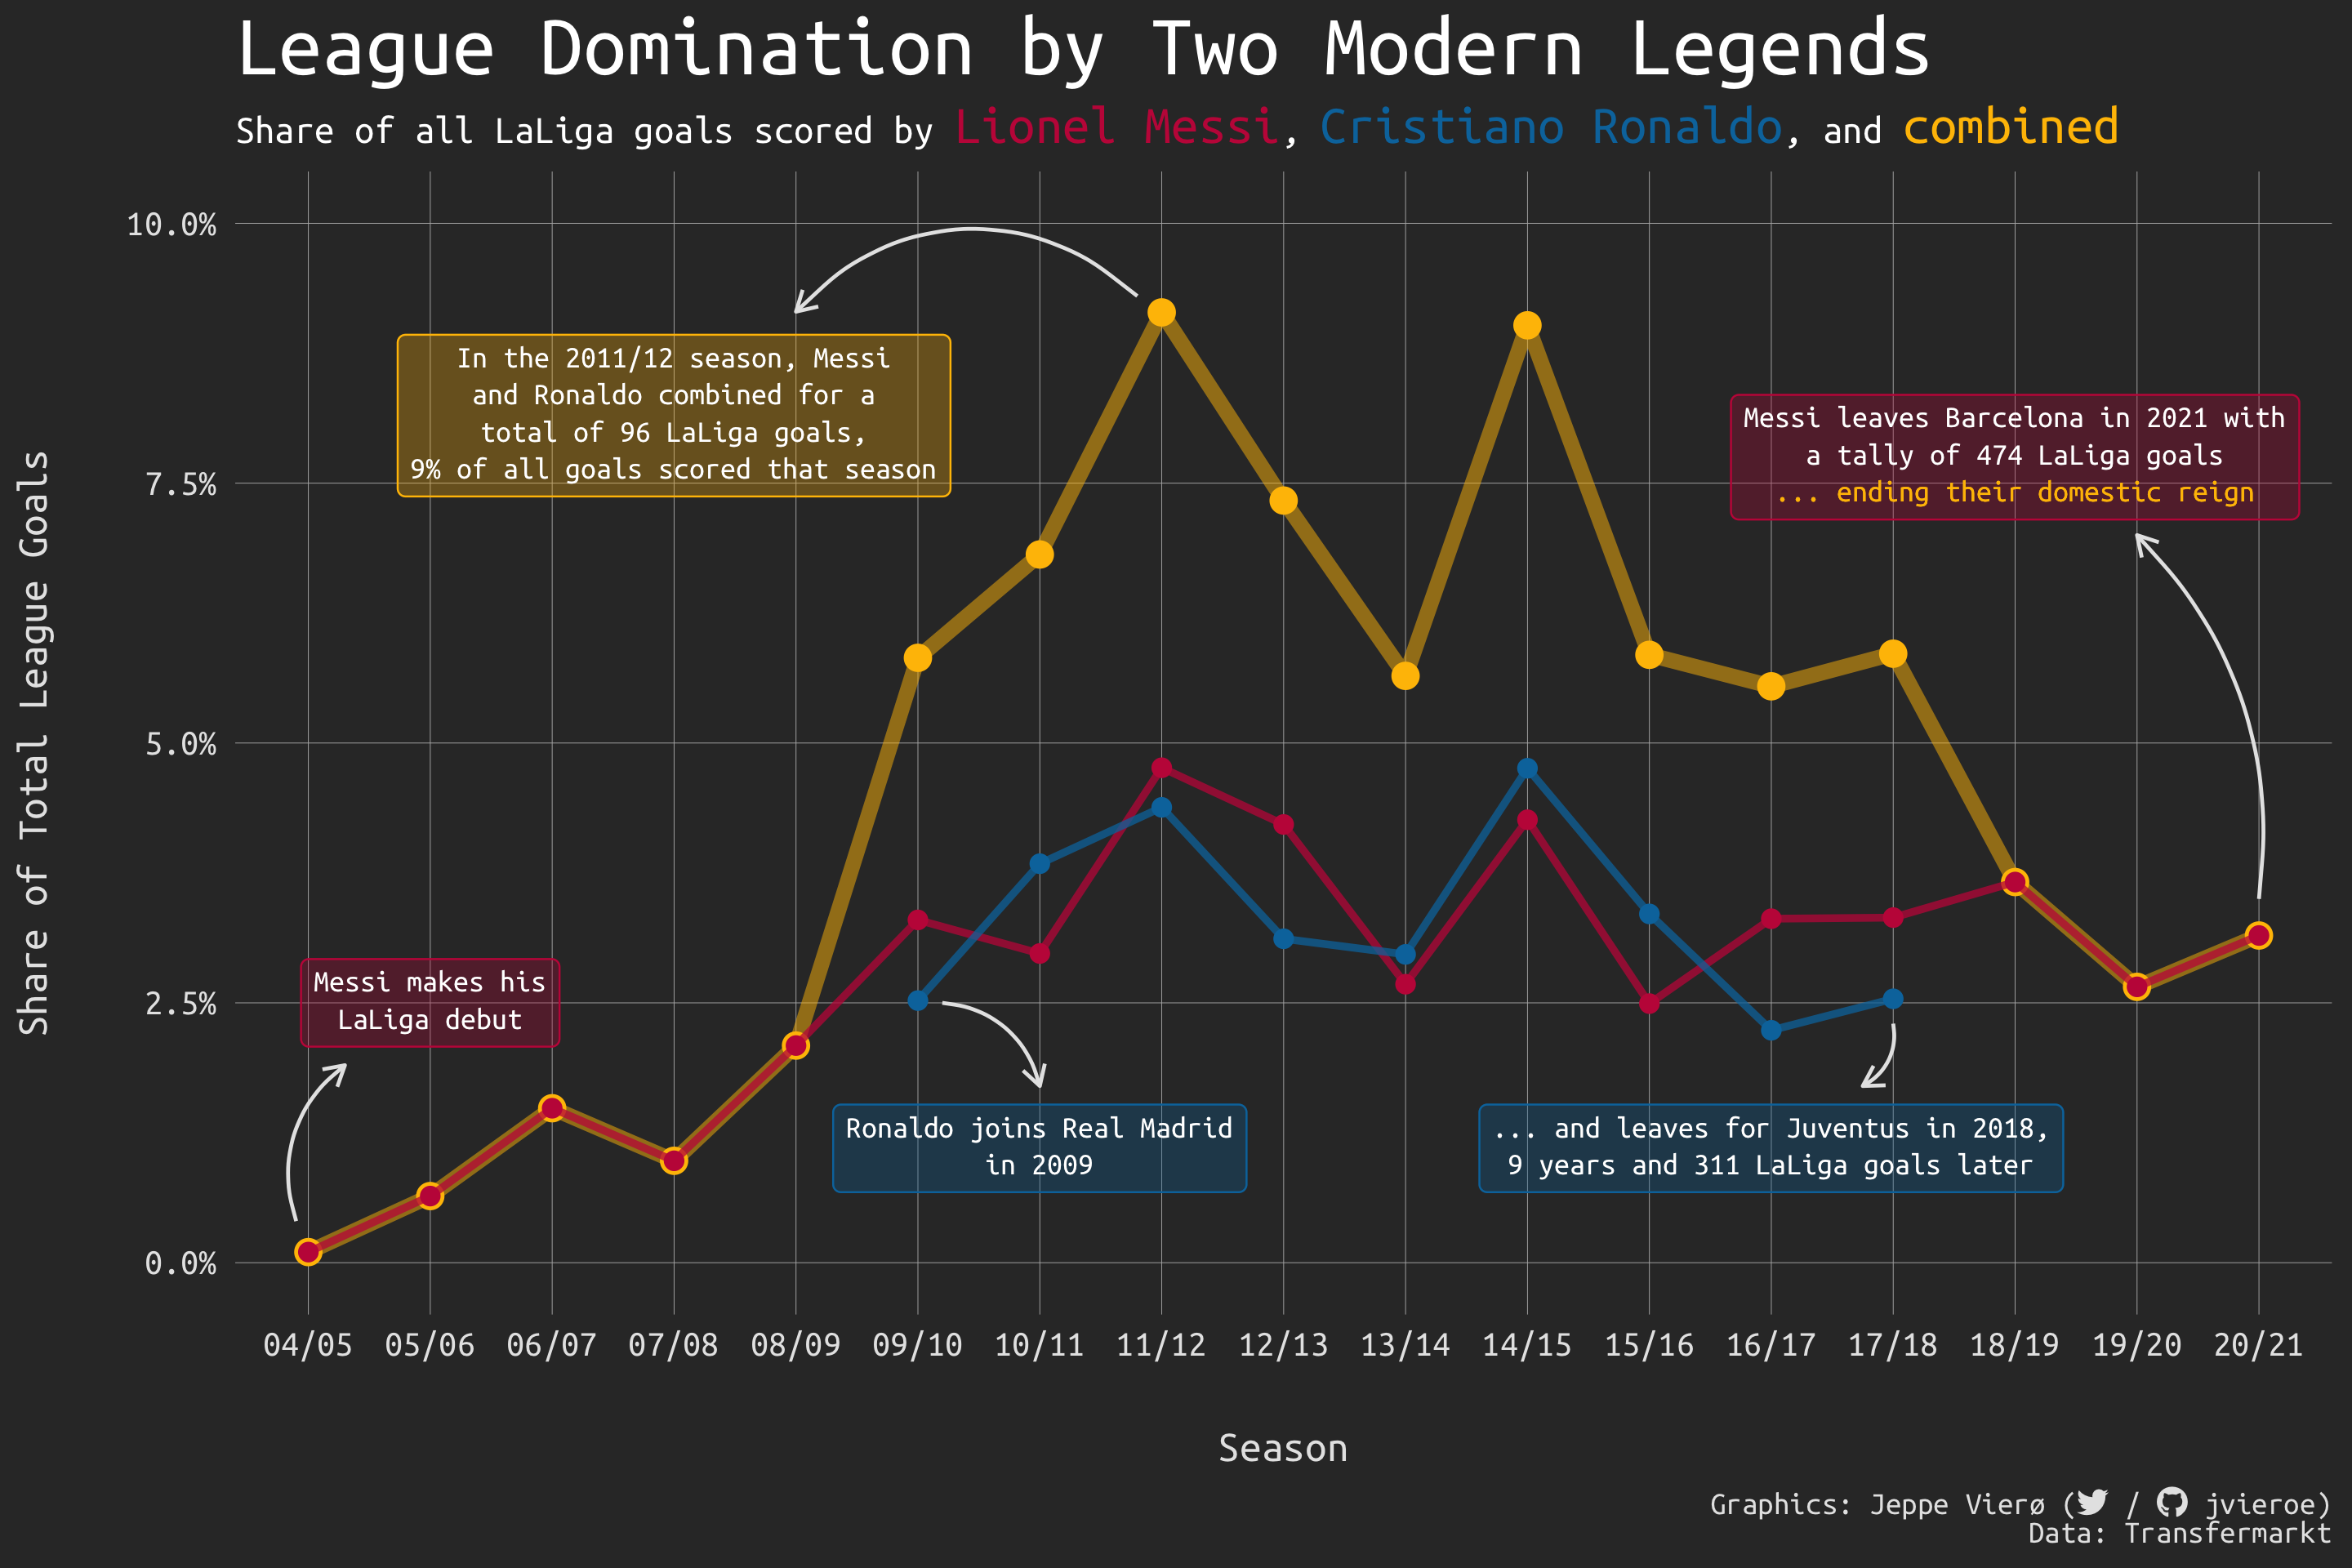 League Domination by Two Modern Legends
Share of all LaLiga goals scored by Lionel Messi, Cristiano Ronaldo, and combined
Share of Total League Goals
10.0%
7.5%
5.0%
2.5%
0.0%
In the 2011/12 season, Messi
and Ronaldo combined for a
total of 96 LaLiga goals,
9% of all goals scored that season
Messi leaves Barcelona in 2021 with
a tally of 474 LaLiga goals
... ending their domestic reign
Messi makes his
LaLiga debut
Ronaldo joins Real Madrid
in 2009
... and leaves for Juventus in 2018,
9 years and 311 LaLiga goals later
04/05 05/06 06/07 07/08 08/09 09/10 10/11 11/12 12/13 13/14 14/15 15/16 16/17 17/18 18/19 19/20 20/21
Season
Graphics: Jeppe Vierø ( / jvieroe)
Data: Transfermarkt